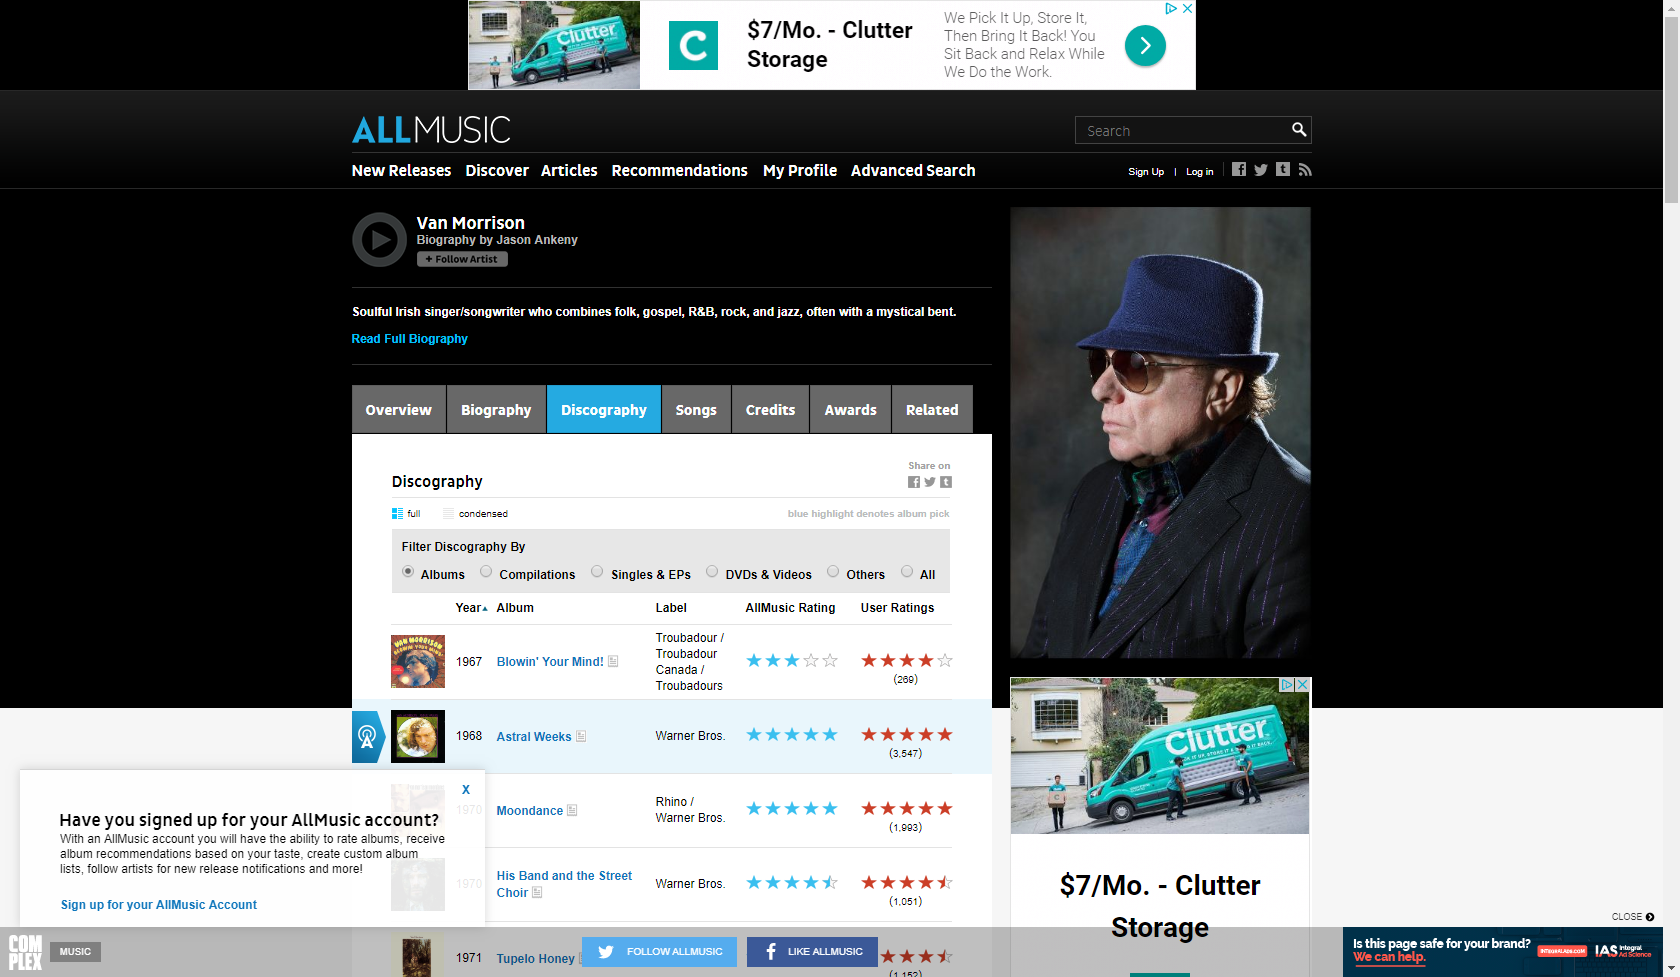 Clutter
$7/Mo. - Clutter
Storage
We Pick It Up, Store It,
Then Bring It Back! You
Sit Back and Relax While
We Do the Work.
ALLMUSIC
Search
New Releases Discover Articles Recommendations My Profile Advanced Search
Sign Up | Log in
Van Morrison
Biography by Jason Ankeny
+ Follow Artist
Soulful Irish singer/songwriter who combines folk, gospel, R&B, rock, and jazz, often with a mystical bent.
Read Full Biography
Overview Biography Discography Songs Credits Awards Related
Share on
Discography
full condensed blue highlight denotes album pick
Filter Discography By
Albums Compilations Singles & EPs DVDs & Videos Others All
Year Album Label AllMusic Rating User Ratings
VAN MORRISON
BLOWIN' YOUR MIND!
1967 Blowin' Your Mind!
Troubadour /
Troubadour
Canada /
Troubadours
(269)
1968 Astral Weeks Warner Bros.
(3,547)
1970 Moondance
Rhino /
Warner Bros.
(1,993)
1970 His Band and the Street
Choir
Warner Bros.
(1,051)
1971 Tupelo Honey
(1,152)
X
Have you signed up for your AllMusic account?
With an AllMusic account you will have the ability to rate albums, receive
album recommendations based on your taste, create custom album
lists, follow artists for new release notifications and more!
Sign up for your AllMusic Account
Clutter
$7/Mo. - Clutter
Storage
CLOSE
COM
PLEX
MUSIC
FOLLOW ALLMUSIC
LIKE ALLMUSIC
Is this page safe for your brand?
We can help.
INTEGRALADS.COM
IAS Integral
Ad Science